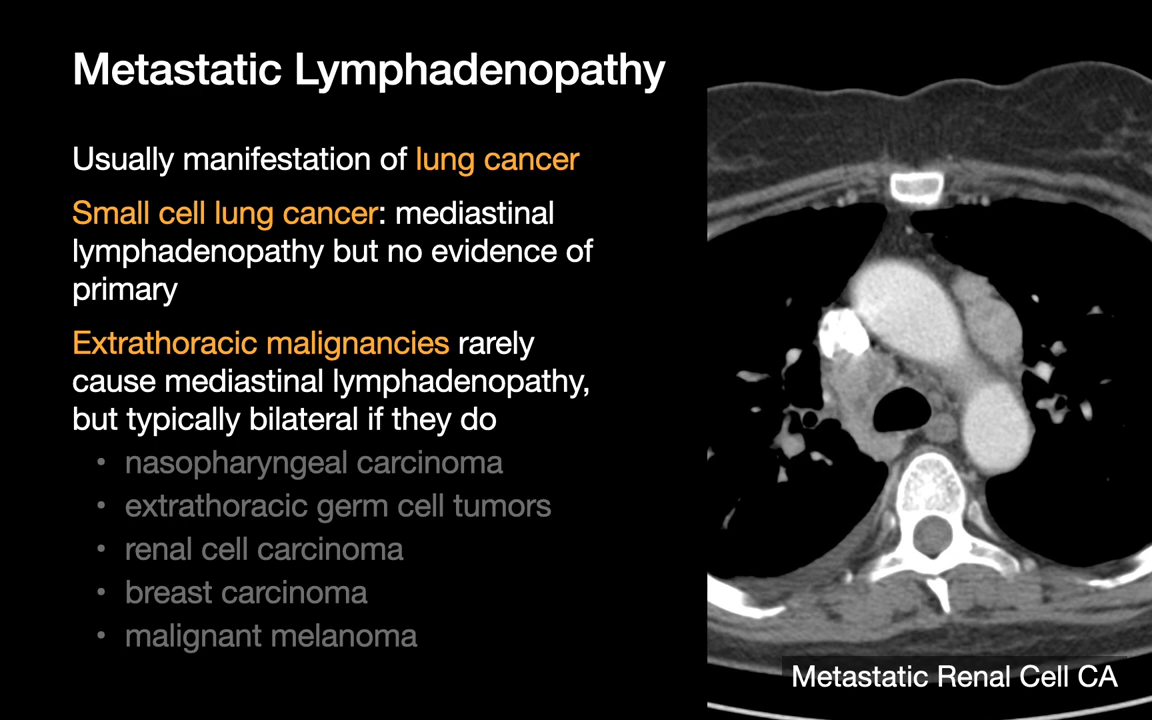 Metastatic Lymphadenopathy
Usually manifestation of lung cancer
Small cell lung cancer: mediastinal
lymphadenopathy but no evidence of
primary
Extrathoracic malignancies rarely
cause mediastinal lymphadenopathy,
but typically bilateral if they do
• nasopharyngeal carcinoma
• extrathoracic germ cell tumors
• renal cell carcinoma
• breast carcinoma
• malignant melanoma
Metastatic Renal Cell CA